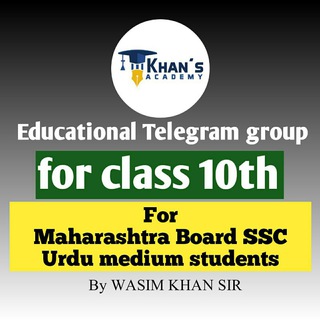 KHAN'S
ACADEMY
Educational Telegram group
for class 10th
For
Maharashtra Board SSC
Urdu medium students
By WASIM KHAN SIR